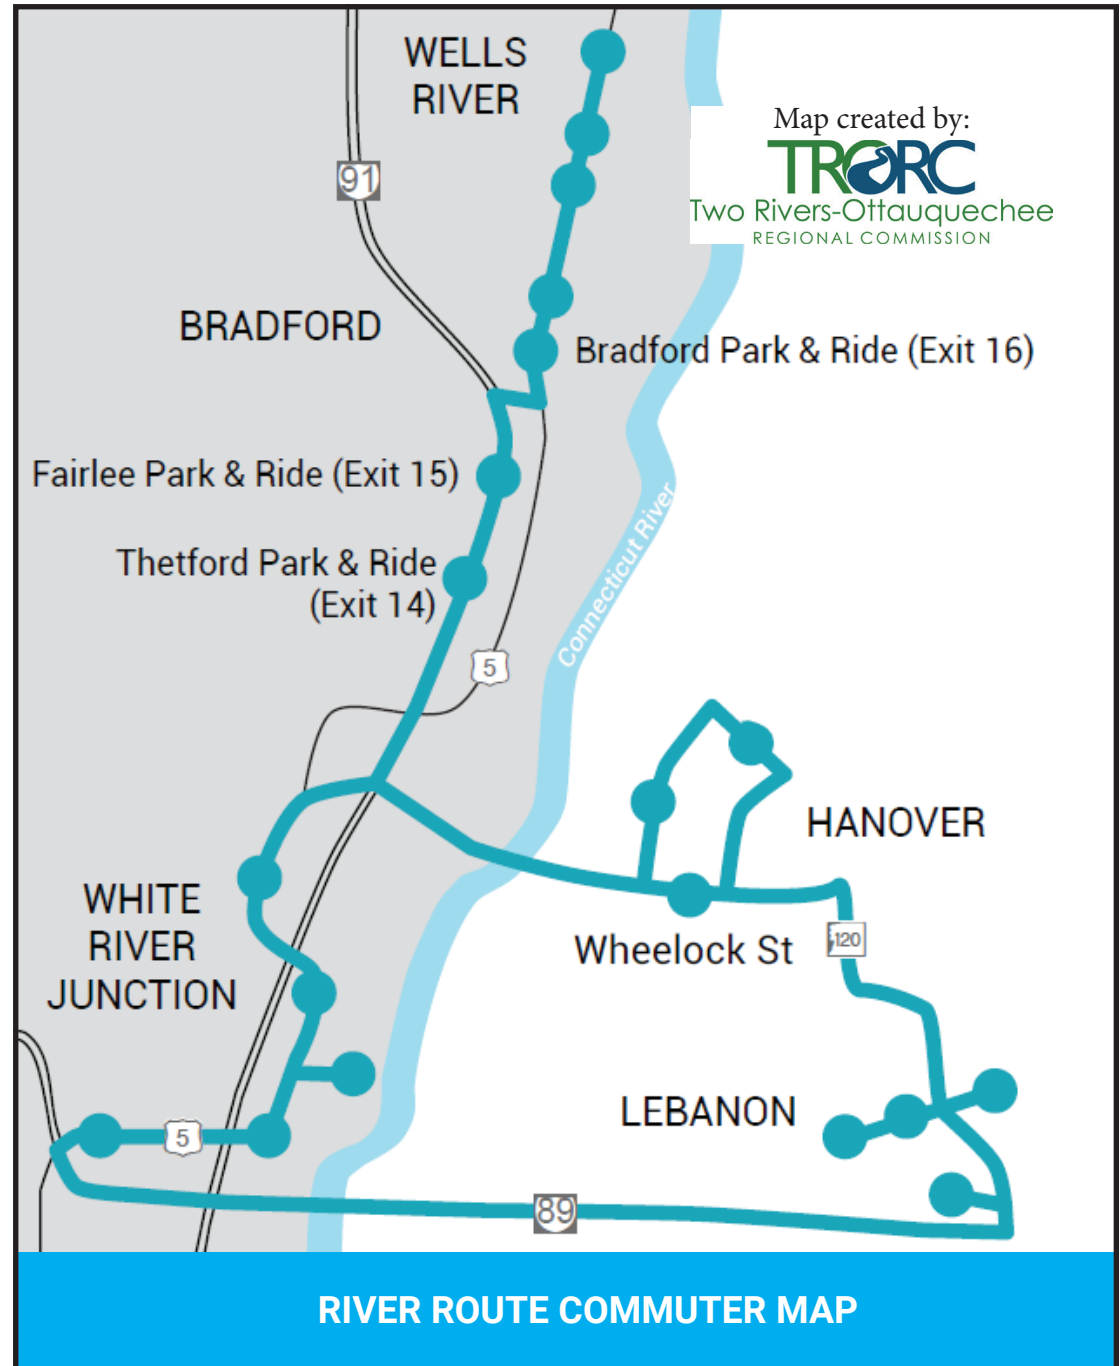 WELLS
RIVER
Map created by:
TRORC
Two Rivers-Ottauquechee
REGIONAL COMMISSION
91
BRADFORD
Bradford Park & Ride (Exit 16)
Fairlee Park & Ride (Exit 15)
Thetford Park & Ride
(Exit 14)
Connecticut River
5
HANOVER
WHITE
RIVER
JUNCTION
Wheelock St
120
LEBANON
5
89
RIVER ROUTE COMMUTER MAP